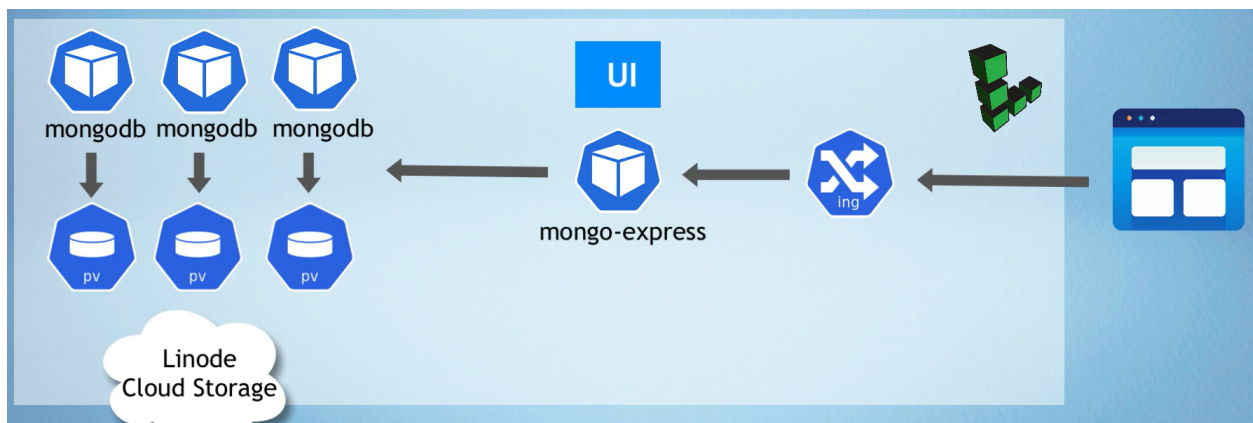 UI
mongodb mongodb mongodb
ing
mongo-express
pv pv pv
Linode
Cloud Storage